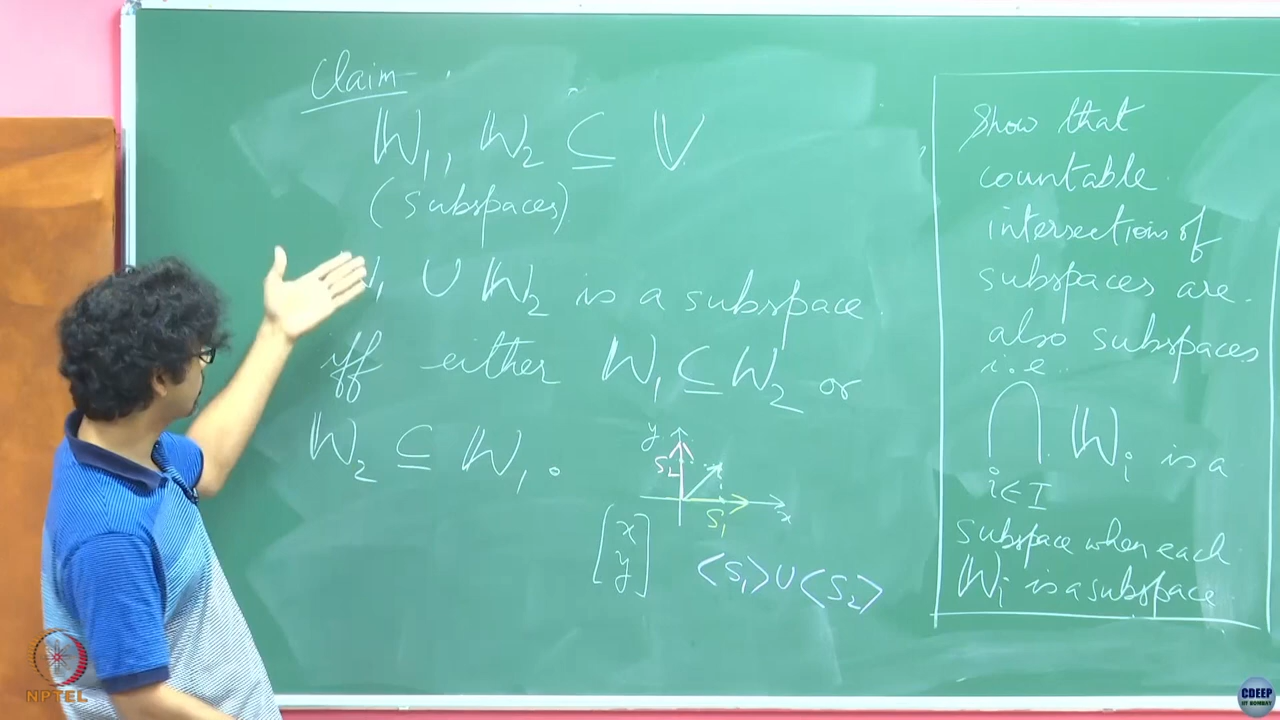 Claim
W₁, W₂ ⊆ V
(subspaces)
₁ ∪ W₂ is a subspace
iff either W₁ ⊆ W₂ or
W₂ ⊆ W₁.
y
S₂
S₁
x
[x y]
<S₁> ∪ <S₂>
Show that
countable
intersections of
subspaces are
also subspaces
i.e.
⋂ Wᵢ is a
i∈I
subspace when each
Wᵢ is a subspace
NPTEL
CDEEP
IIT BOMBAY